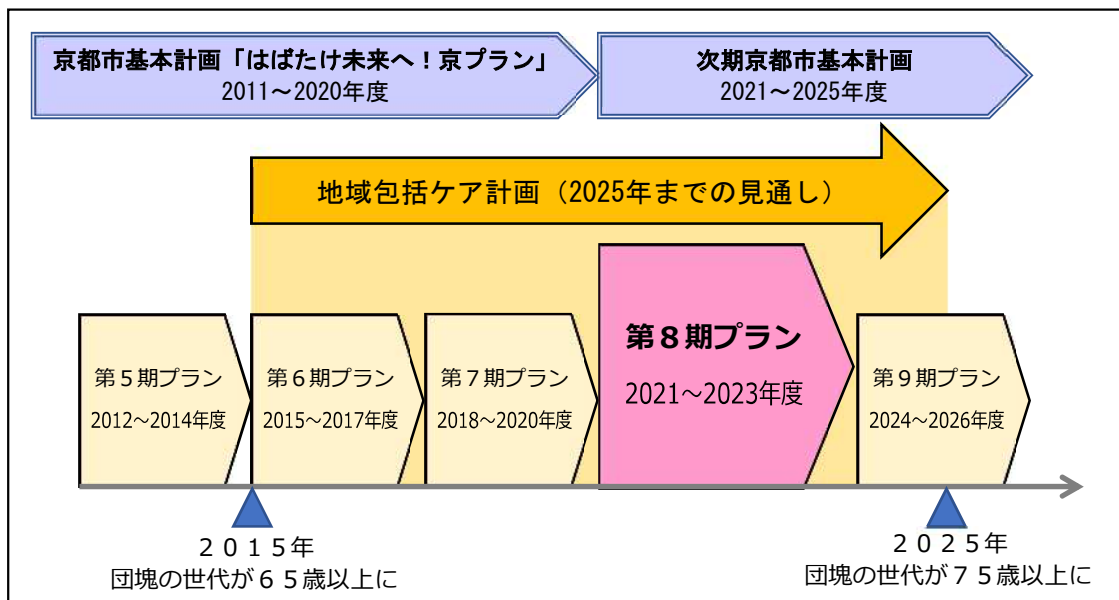 京都市基本計画「はばたけ未来へ!京プラン」
2011～2020年度
次期京都市基本計画
2021～2025年度
地域包括ケア計画（2025年までの見通し）
第５期プラン
2012～2014年度
第６期プラン
2015～2017年度
第７期プラン
2018～2020年度
第８期プラン
2021～2023年度
第９期プラン
2024～2026年度
２０１５年
団塊の世代が６５歳以上に
２０２５年
団塊の世代が７５歳以上に